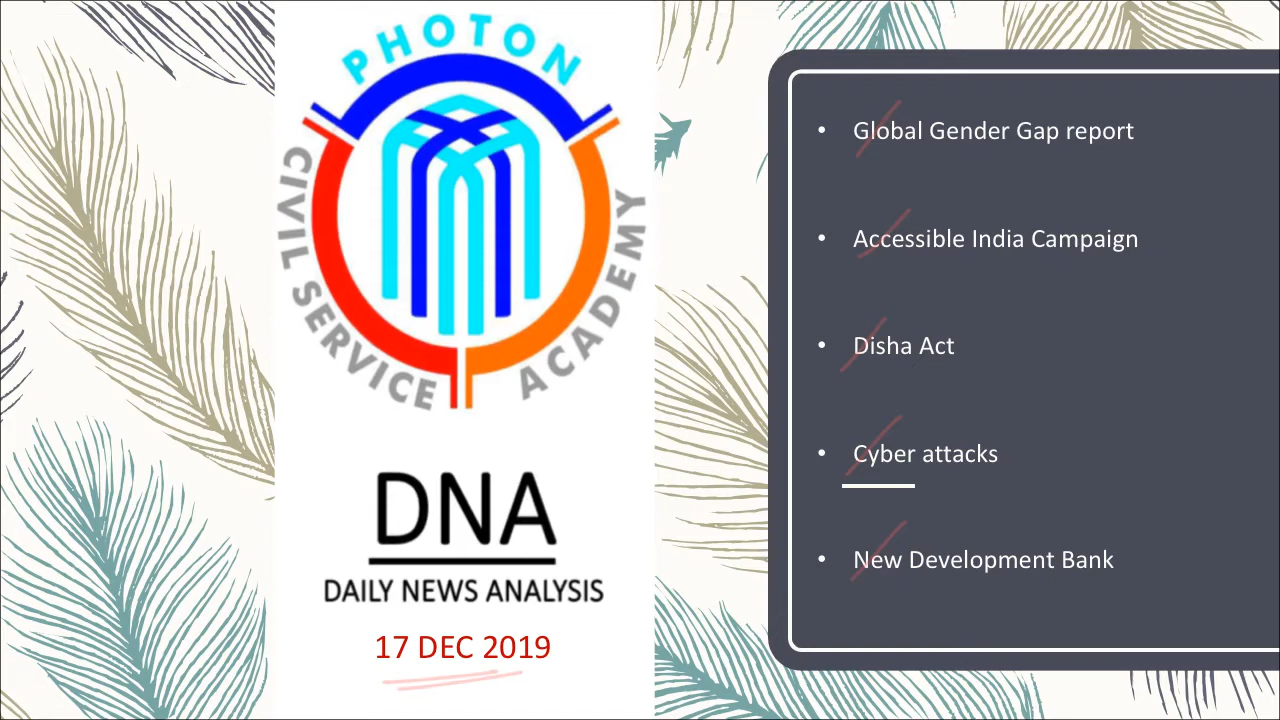 PHOTON
CIVIL SERVICE ACADEMY
DNA
DAILY NEWS ANALYSIS
17 DEC 2019
• Global Gender Gap report
• Accessible India Campaign
• Disha Act
• Cyber attacks
• New Development Bank